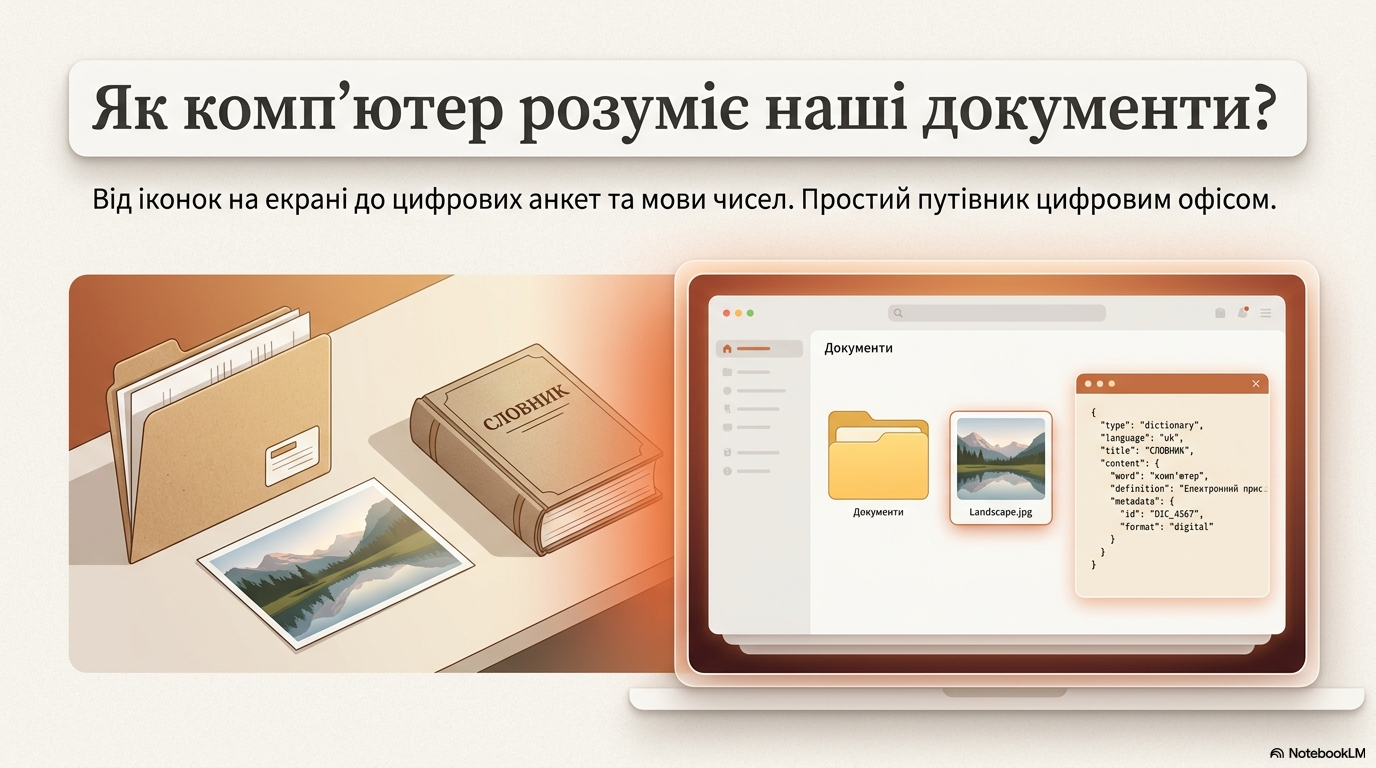 Як комп’ютер розуміє наші документи?
Від іконок на екрані до цифрових анкет та мови чисел. Простий путівник цифровим офісом.
СЛОВНИК
Документи
Документи
Landscape.jpg
{
"type": "dictionary",
"language": "uk",
"title": "СЛОВНИК",
"content": {
"word": "комп'ютер",
"definition": "Електронний прис
"metadata": {
"id": "DIC_4567",
"format": "digital"
}
}
}
NotebookLM